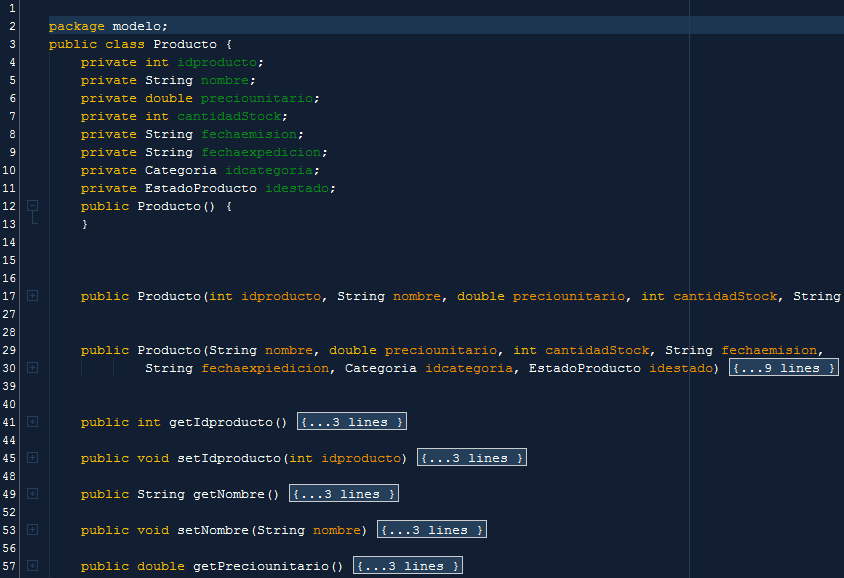 1
2 package modelo;
3 public class Producto {
4 private int idproducto;
5 private String nombre;
6 private double preciounitario;
7 private int cantidadStock;
8 private String fechaemision;
9 private String fechaexpedicion;
10 private Categoria idcategoria;
11 private EstadoProducto idestado;
12 public Producto() {
13 }
14
15
16
17 public Producto(int idproducto, String nombre, double preciounitario, int cantidadStock, String
27
28
29 public Producto(String nombre, double preciounitario, int cantidadStock, String fechaemision,
30 String fechaexpiedicion, Categoria idcategoria, EstadoProducto idestado) {...9 lines }
39
40
41 public int getIdproducto() {...3 lines }
44
45 public void setIdproducto(int idproducto) {...3 lines }
48
49 public String getNombre() {...3 lines }
52
53 public void setNombre(String nombre) {...3 lines }
56
57 public double getPreciounitario() {...3 lines }